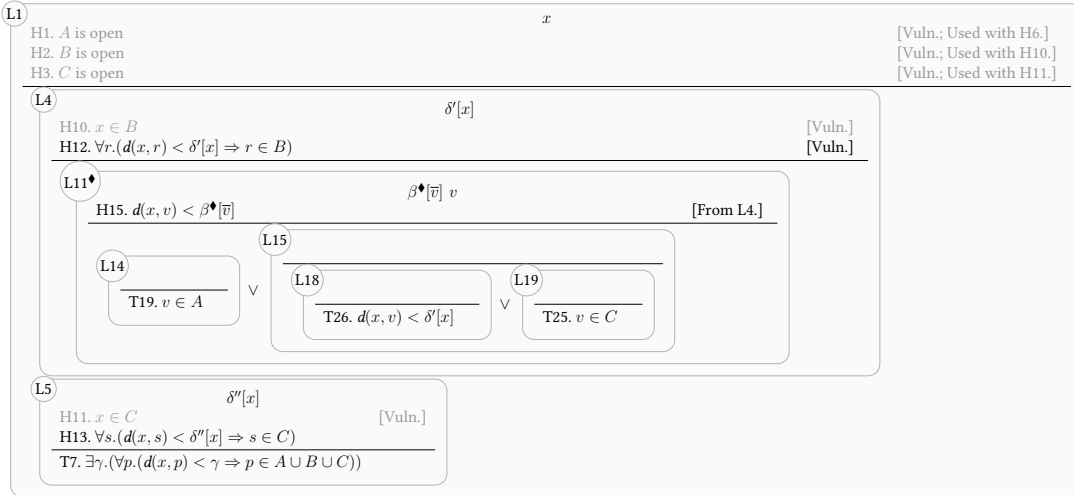 L1
x
H1. A is open [Vuln.; Used with H6.]
H2. B is open [Vuln.; Used with H10.]
H3. C is open [Vuln.; Used with H11.]
L4
δ′[x]
H10. x ∈ B [Vuln.]
H12. ∀r.(d(x, r) < δ′[x] ⇒ r ∈ B) [Vuln.]
L11♦
β♦[v̅] v
H15. d(x, v) < β♦[v̅] [From L4.]
L14
T19. v ∈ A
∨
L15
L18
T26. d(x, v) < δ′[x]
∨
L19
T25. v ∈ C
L5
δ″[x]
H11. x ∈ C [Vuln.]
H13. ∀s.(d(x, s) < δ″[x] ⇒ s ∈ C)
T7. ∃γ.(∀p.(d(x, p) < γ ⇒ p ∈ A ∪ B ∪ C))